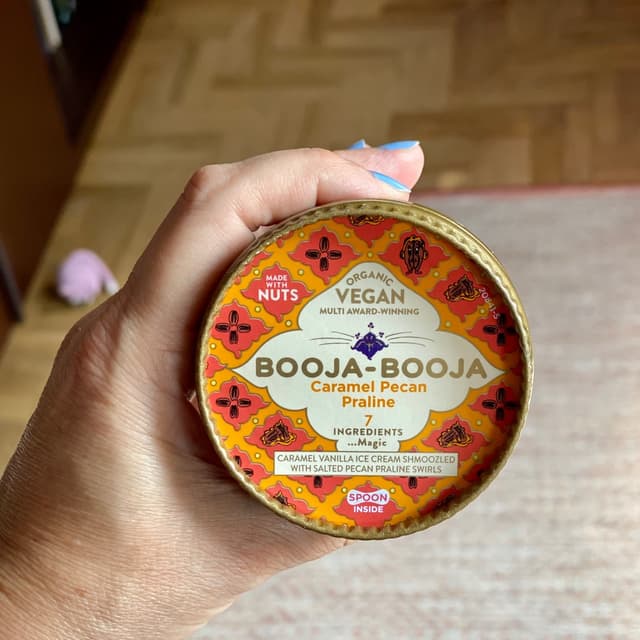 MADE
WITH
NUTS
ORGANIC
VEGAN
MULTI AWARD-WINNING
BOOJA-BOOJA
Caramel Pecan
Praline
7
INGREDIENTS
...Magic
CARAMEL VANILLA ICE CREAM SHMOOZLED
WITH SALTED PECAN PRALINE SWIRLS
SPOON
INSIDE